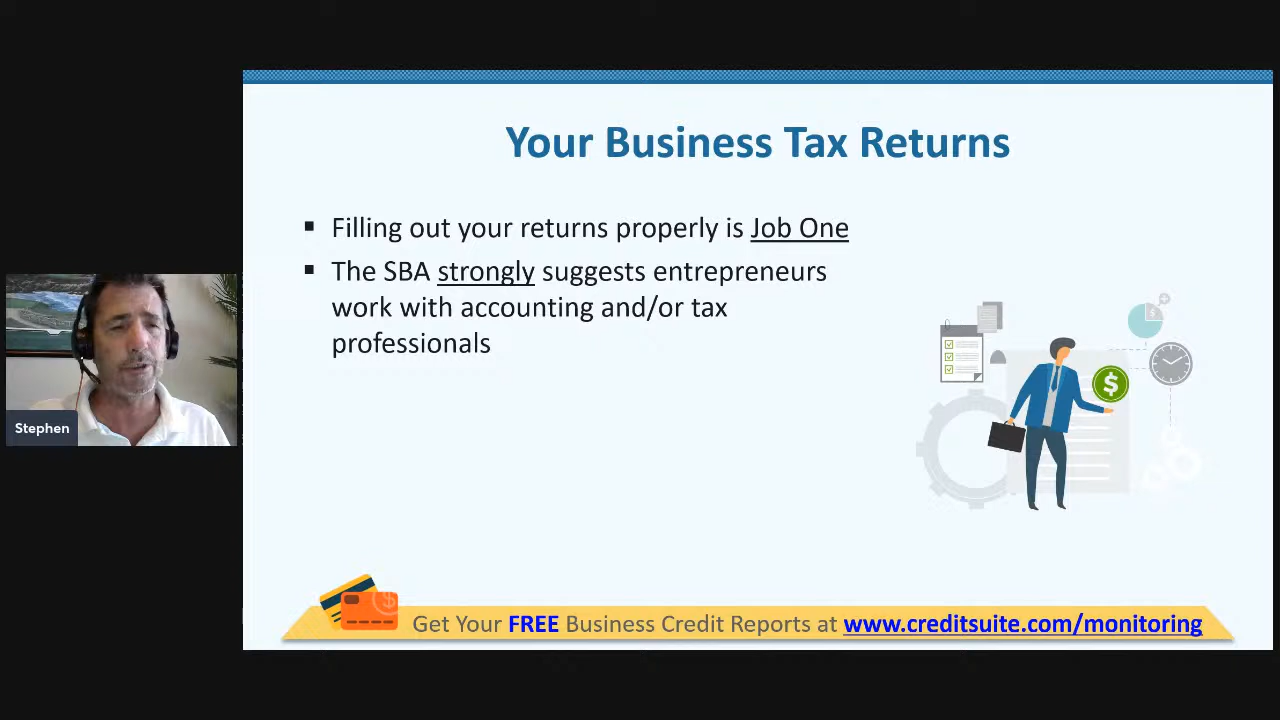 Your Business Tax Returns
▪ Filling out your returns properly is Job One
▪ The SBA strongly suggests entrepreneurs
work with accounting and/or tax
professionals
$
$
$
Stephen
Get Your FREE Business Credit Reports at www.creditsuite.com/monitoring